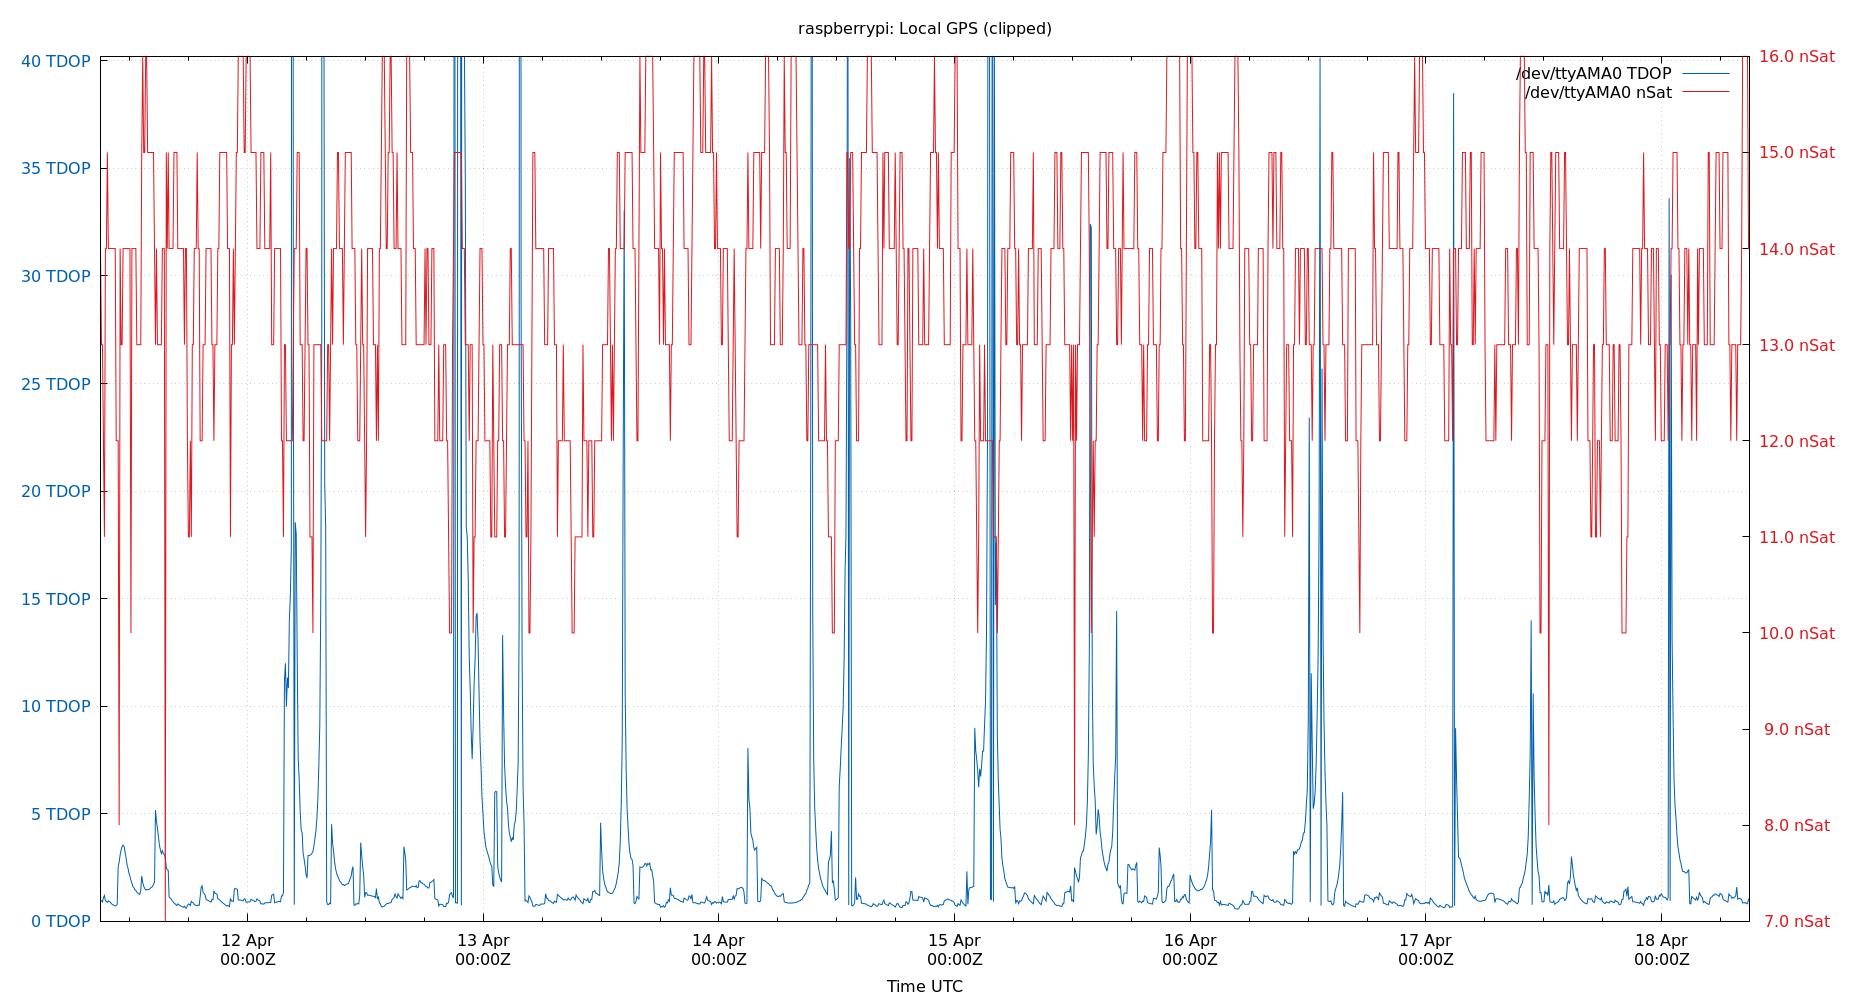 raspberrypi: Local GPS (clipped)
40 TDOP
35 TDOP
30 TDOP
25 TDOP
20 TDOP
15 TDOP
10 TDOP
5 TDOP
0 TDOP
16.0 nSat
15.0 nSat
14.0 nSat
13.0 nSat
12.0 nSat
11.0 nSat
10.0 nSat
9.0 nSat
8.0 nSat
7.0 nSat
/dev/ttyAMA0 TDOP
/dev/ttyAMA0 nSat
12 Apr
00:00Z
13 Apr
00:00Z
14 Apr
00:00Z
15 Apr
00:00Z
16 Apr
00:00Z
17 Apr
00:00Z
18 Apr
00:00Z
Time UTC